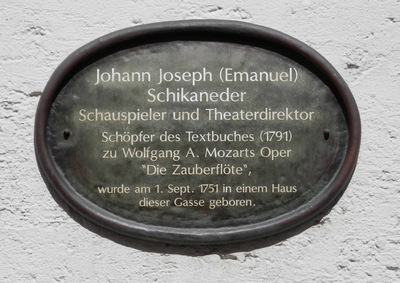 Johann Joseph (Emanuel)
Schikaneder
Schauspieler und Theaterdirektor
Schöpfer des Textbuches (1791)
zu Wolfgang A. Mozarts Oper
"Die Zauberflöte",
wurde am 1. Sept. 1751 in einem Haus
dieser Gasse geboren.